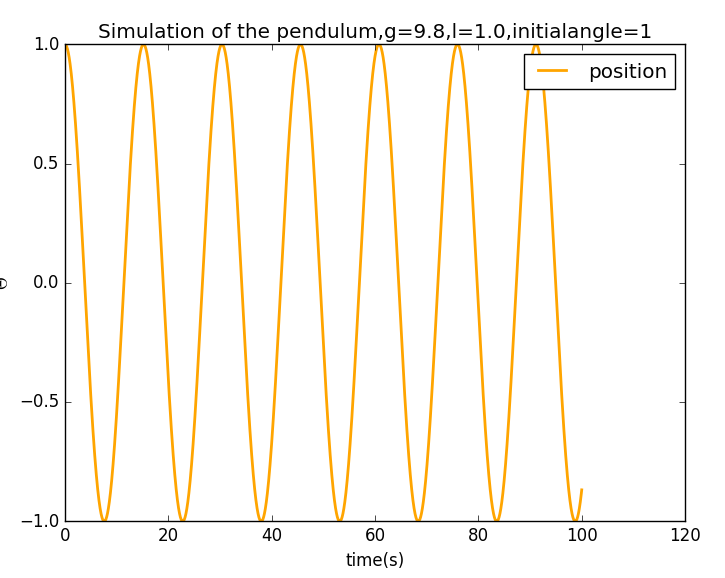 Simulation of the pendulum,g=9.8,l=1.0,initialangle=1
position
1.0
0.5
0.0
−0.5
−1.0
Θ
0 20 40 60 80 100 120
time(s)